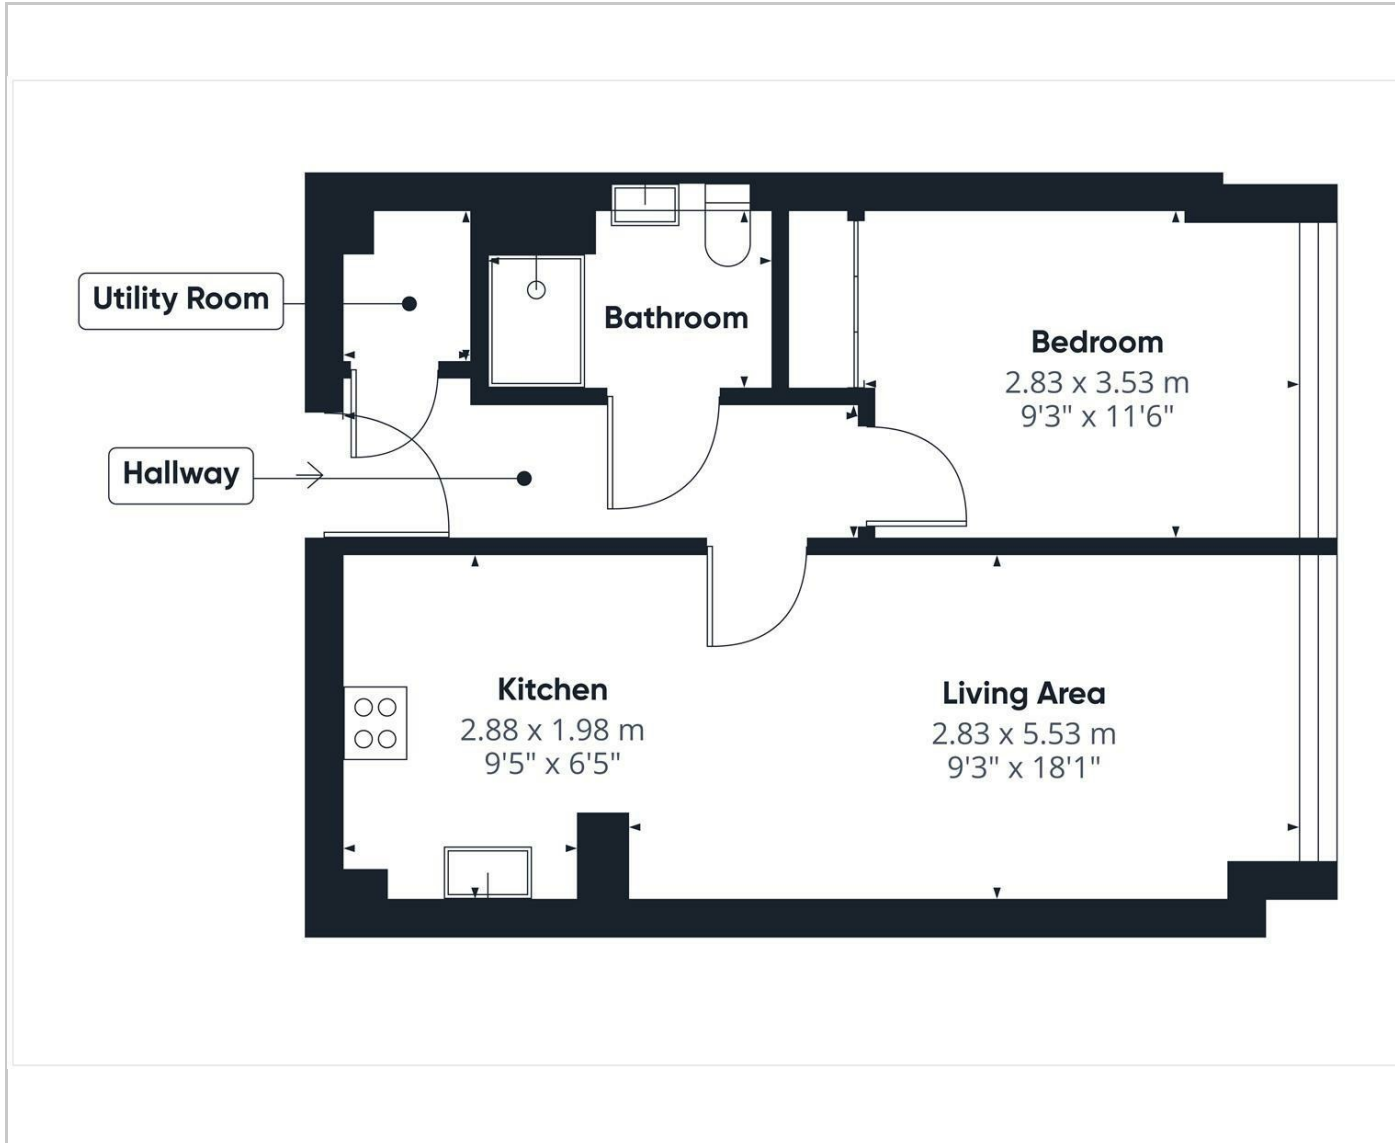 Utility Room
Bathroom
Bedroom
2.83 x 3.53 m
9'3" x 11'6"
Hallway
Kitchen
2.88 x 1.98 m
9'5" x 6'5"
Living Area
2.83 x 5.53 m
9'3" x 18'1"